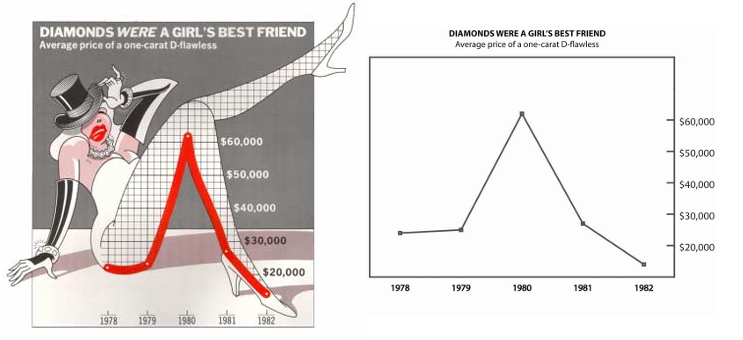 DIAMONDS WERE A GIRL'S BEST FRIEND
Average price of a one-carat D-flawless
$60,000
$50,000
$40,000
$30,000
$20,000
1978 1979 1980 1981 1982
DIAMONDS WERE A GIRL'S BEST FRIEND
Average price of a one-carat D-flawless
$60,000
$50,000
$40,000
$30,000
$20,000
1978 1979 1980 1981 1982